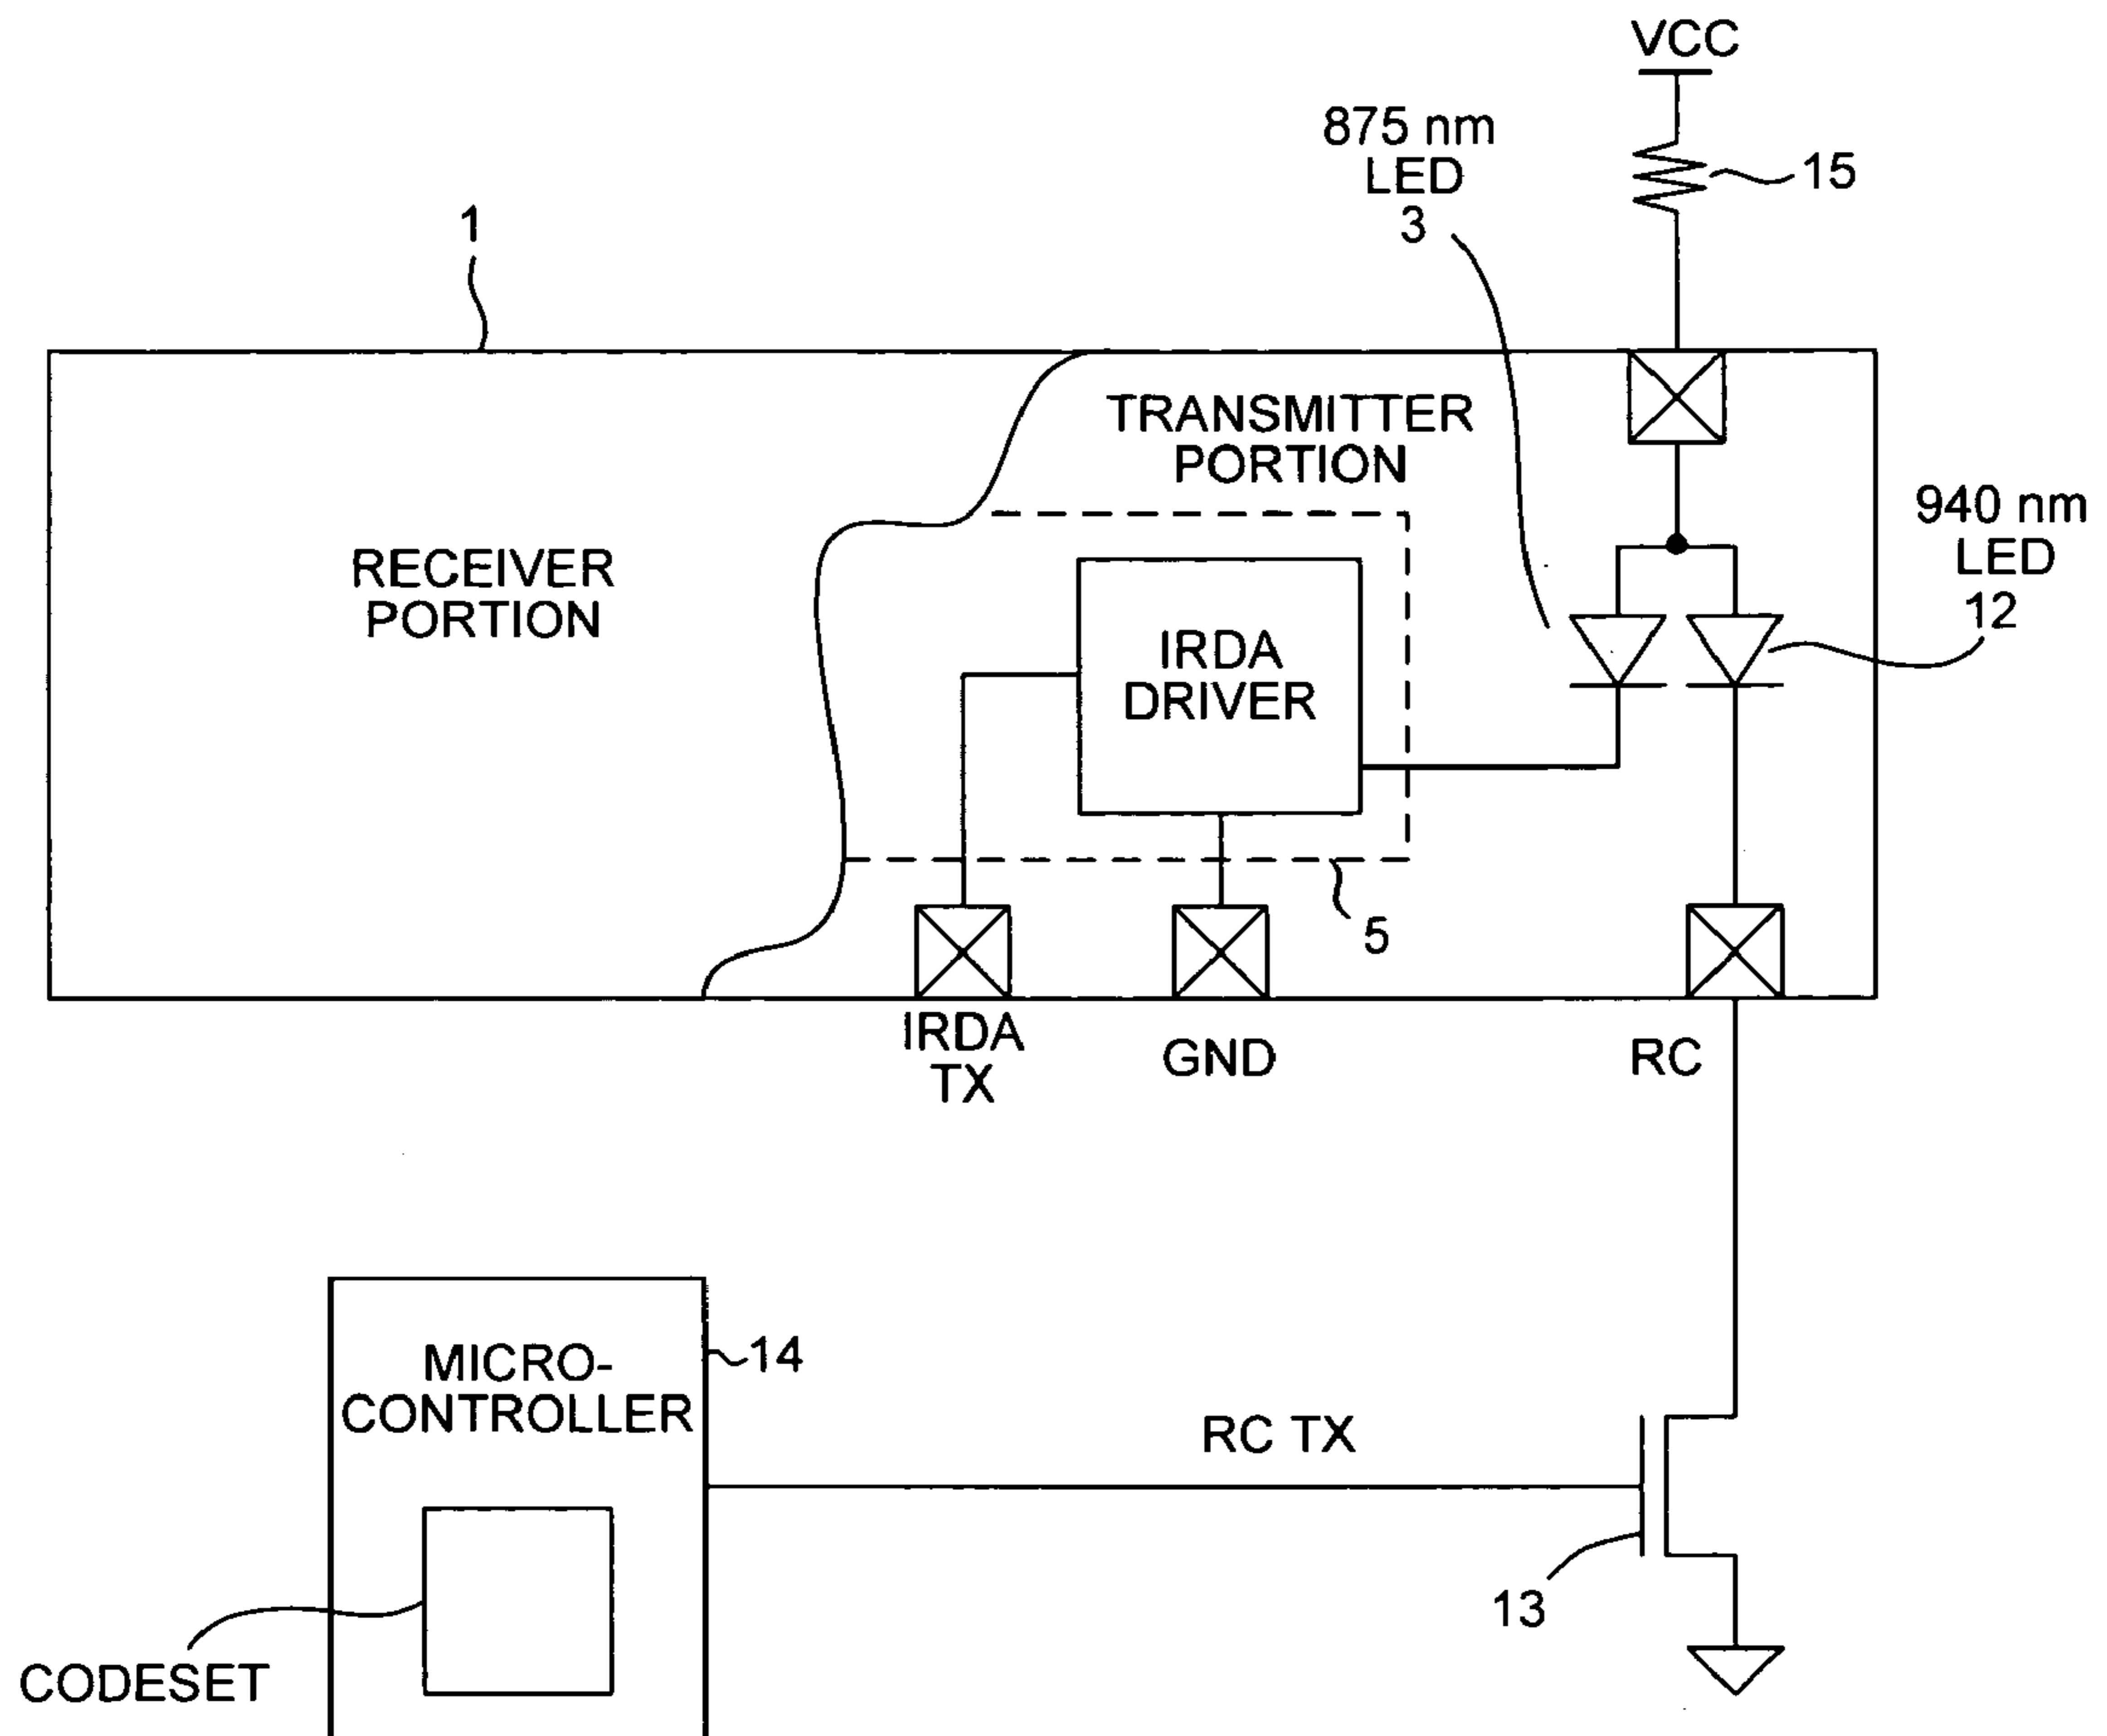 VCC
875 nm
LED
3
15
1
TRANSMITTER
PORTION
940 nm
LED
12
RECEIVER
PORTION
IRDA
DRIVER
5
IRDA
TX
GND
RC
MICRO-
CONTROLLER
14
RC TX
13
CODESET